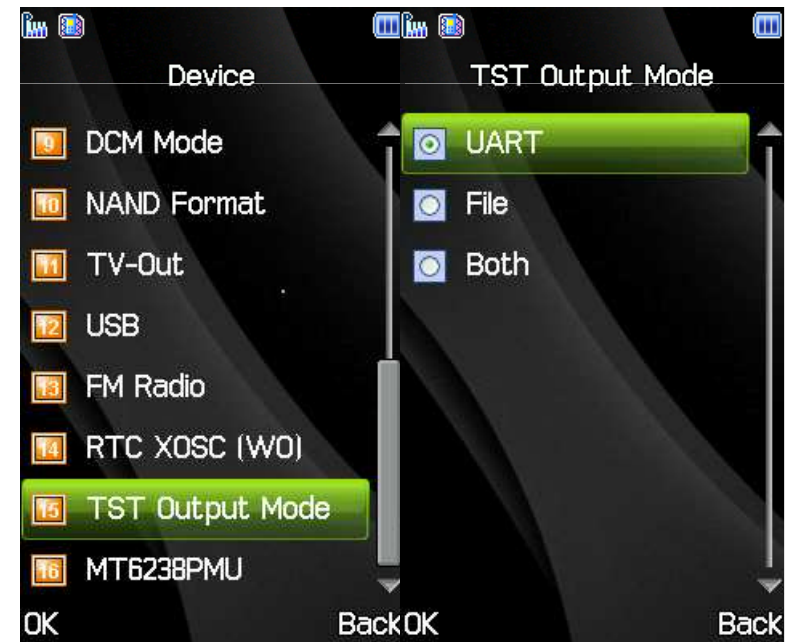 Device
9 DCM Mode
10 NAND Format
11 TV-Out
12 USB
13 FM Radio
14 RTC XOSC (WO)
15 TST Output Mode
16 MT6238PMU
OK Back
TST Output Mode
UART
File
Both
OK Back